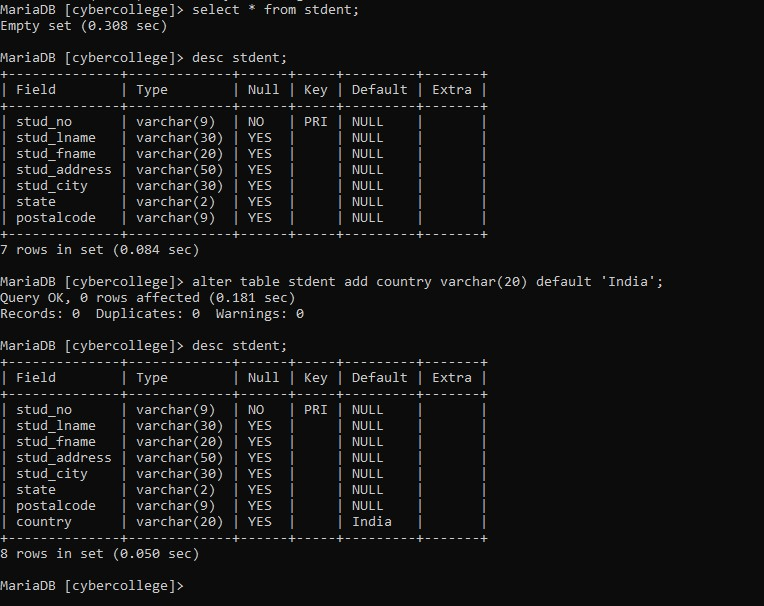 MariaDB [cybercollege]> select * from stdent;
Empty set (0.308 sec)
MariaDB [cybercollege]> desc stdent;
+--------------+-------------+------+-----+---------+-------+
| Field        | Type        | Null | Key | Default | Extra |
+--------------+-------------+------+-----+---------+-------+
| stud_no      | varchar(9)  | NO   | PRI | NULL    |       |
| stud_lname   | varchar(30) | YES  |     | NULL    |       |
| stud_fname   | varchar(20) | YES  |     | NULL    |       |
| stud_address | varchar(50) | YES  |     | NULL    |       |
| stud_city    | varchar(30) | YES  |     | NULL    |       |
| state        | varchar(2)  | YES  |     | NULL    |       |
| postalcode   | varchar(9)  | YES  |     | NULL    |       |
+--------------+-------------+------+-----+---------+-------+
7 rows in set (0.084 sec)
MariaDB [cybercollege]> alter table stdent add country varchar(20) default 'India';
Query OK, 0 rows affected (0.181 sec)
Records: 0  Duplicates: 0  Warnings: 0
MariaDB [cybercollege]> desc stdent;
+--------------+-------------+------+-----+---------+-------+
| Field        | Type        | Null | Key | Default | Extra |
+--------------+-------------+------+-----+---------+-------+
| stud_no      | varchar(9)  | NO   | PRI | NULL    |       |
| stud_lname   | varchar(30) | YES  |     | NULL    |       |
| stud_fname   | varchar(20) | YES  |     | NULL    |       |
| stud_address | varchar(50) | YES  |     | NULL    |       |
| stud_city    | varchar(30) | YES  |     | NULL    |       |
| state        | varchar(2)  | YES  |     | NULL    |       |
| postalcode   | varchar(9)  | YES  |     | NULL    |       |
| country      | varchar(20) | YES  |     | India   |       |
+--------------+-------------+------+-----+---------+-------+
8 rows in set (0.050 sec)
MariaDB [cybercollege]>